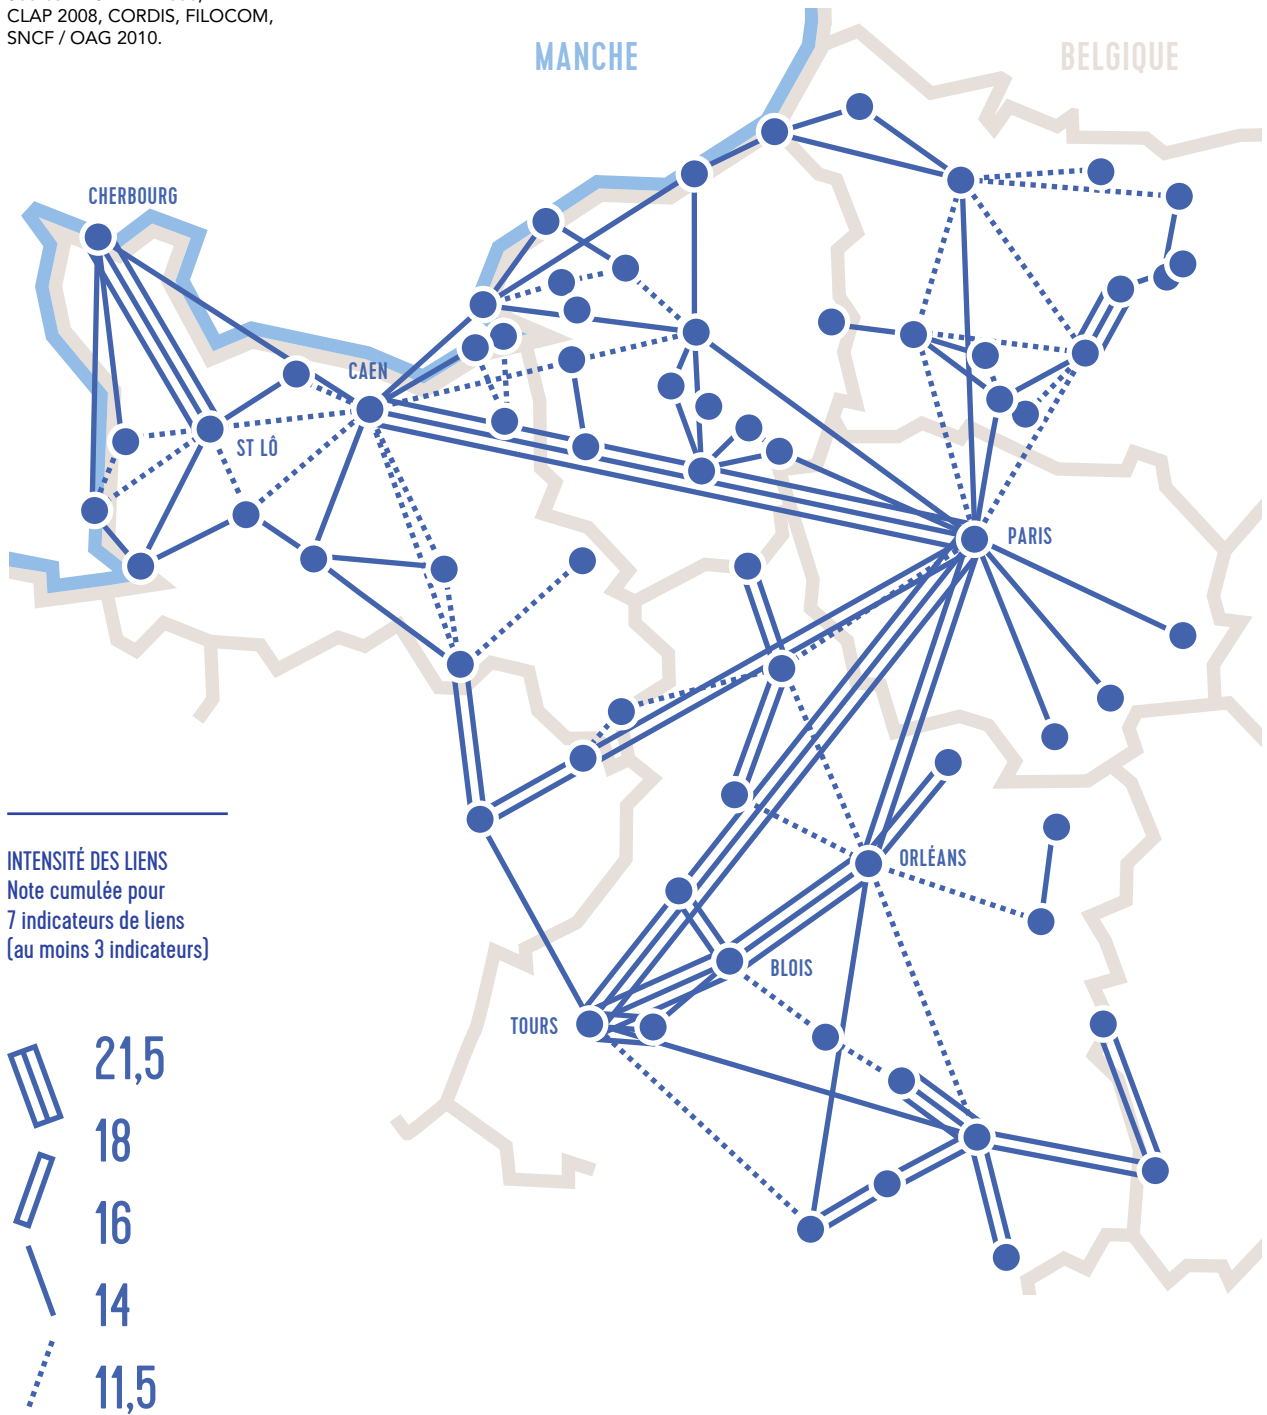 CLAP 2008, CORDIS, FILOCOM,
SNCF / OAG 2010.
MANCHE
BELGIQUE
CHERBOURG
CAEN
ST LÔ
PARIS
INTENSITÉ DES LIENS
Note cumulée pour
7 indicateurs de liens
(au moins 3 indicateurs)
ORLÉANS
BLOIS
TOURS
21,5
18
16
14
11,5